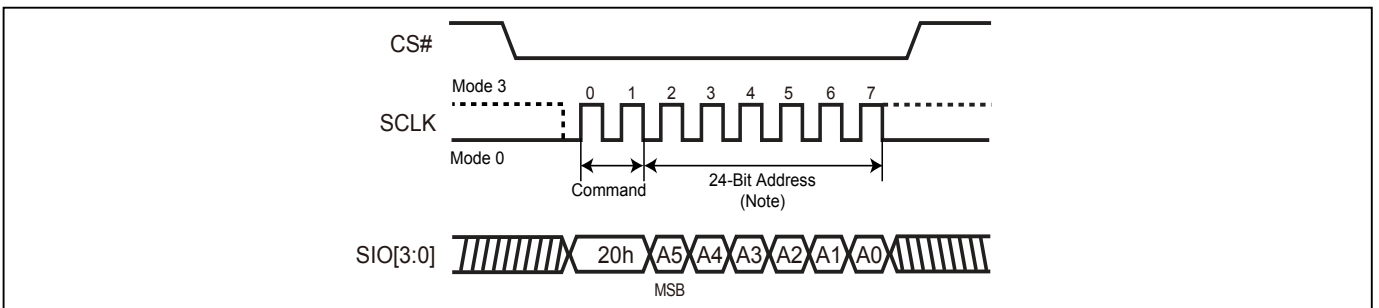 CS#
Mode 3
0 1 2 3 4 5 6 7
SCLK
Mode 0
Command
24-Bit Address
(Note)
SIO[3:0]
20h A5 A4 A3 A2 A1 A0
MSB